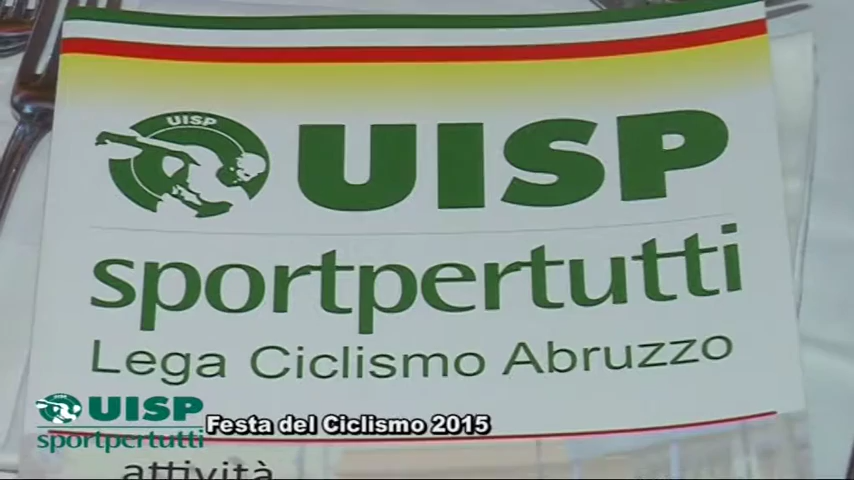 UISP
UISP
sportpertutti
Lega Ciclismo Abruzzo
UISP
sportpertutti
Festa del Ciclismo 2015
attività